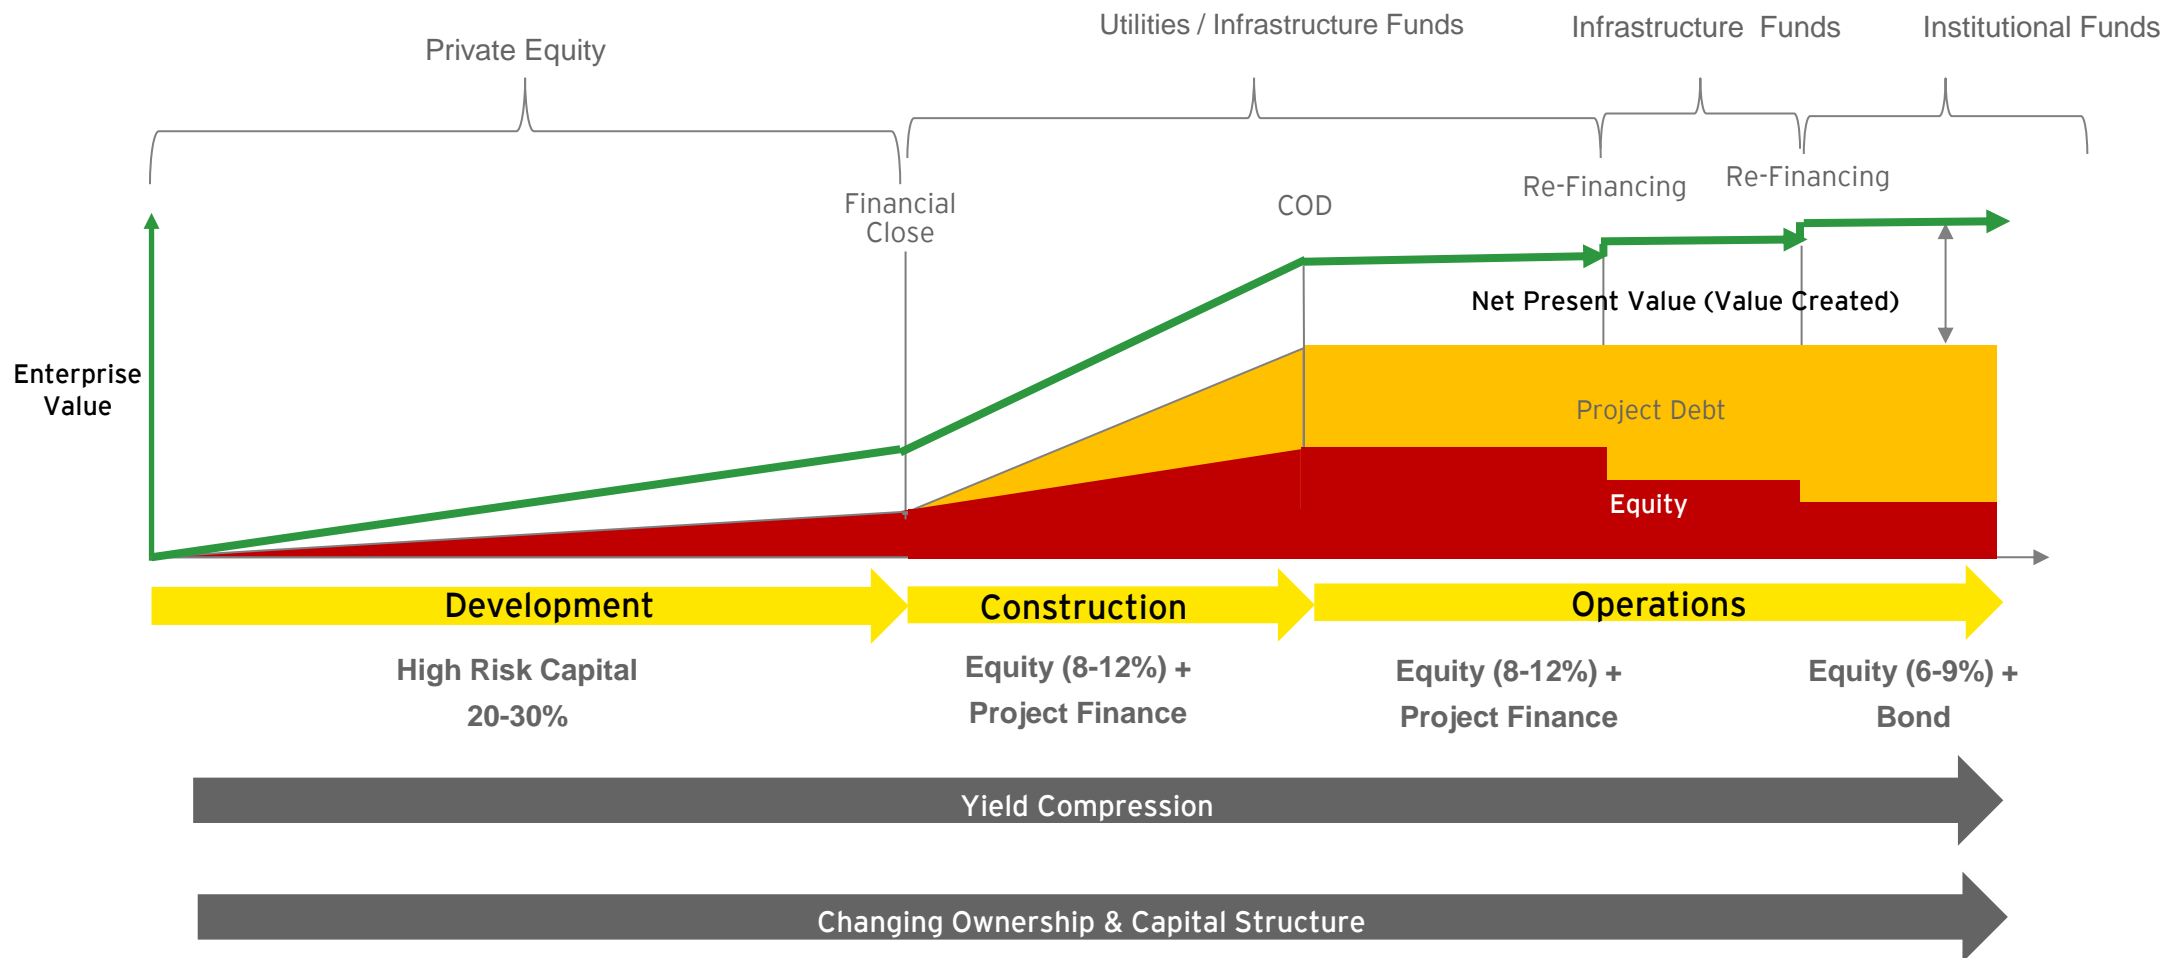 Utilities / Infrastructure Funds
Infrastructure Funds
Institutional Funds
Private Equity
Financial
Close
COD
Re-Financing
Re-Financing
Net Present Value (Value Created)
Enterprise
Value
Project Debt
Equity
Development
Construction
Operations
High Risk Capital
20-30%
Equity (8-12%) +
Project Finance
Equity (8-12%) +
Project Finance
Equity (6-9%) +
Bond
Yield Compression
Changing Ownership & Capital Structure